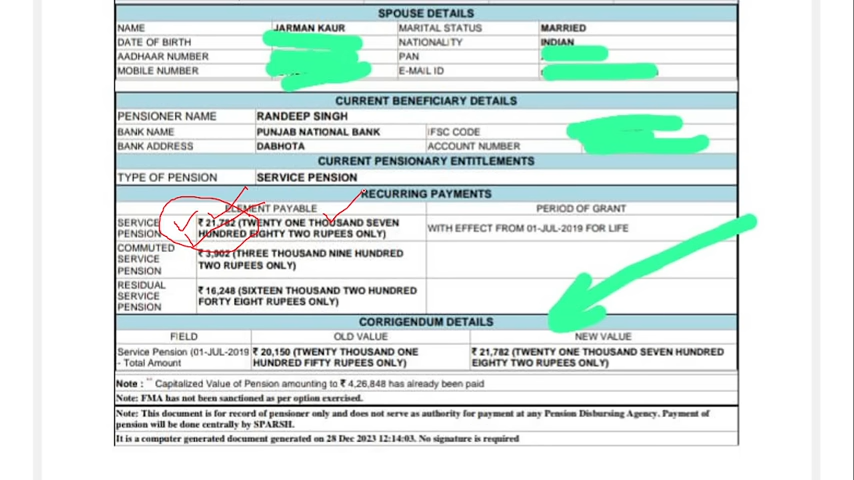 SPOUSE DETAILS
NAME JARMAN KAUR MARITAL STATUS MARRIED
DATE OF BIRTH NATIONALITY INDIAN
AADHAAR NUMBER PAN
MOBILE NUMBER E-MAIL ID
CURRENT BENEFICIARY DETAILS
PENSIONER NAME RANDEEP SINGH
BANK NAME PUNJAB NATIONAL BANK IFSC CODE
BANK ADDRESS DABHOTA ACCOUNT NUMBER
CURRENT PENSIONARY ENTITLEMENTS
TYPE OF PENSION SERVICE PENSION
RECURRING PAYMENTS
ELEMENT PAYABLE PERIOD OF GRANT
SERVICE PENSION ₹ 21,782 (TWENTY ONE THOUSAND SEVEN
HUNDRED EIGHTY TWO RUPEES ONLY) WITH EFFECT FROM 01-JUL-2019 FOR LIFE
COMMUTED
SERVICE
PENSION
₹ 3,902 (THREE THOUSAND NINE HUNDRED
TWO RUPEES ONLY)
RESIDUAL
SERVICE
PENSION
₹ 16,248 (SIXTEEN THOUSAND TWO HUNDRED
FORTY EIGHT RUPEES ONLY)
CORRIGENDUM DETAILS
FIELD OLD VALUE NEW VALUE
Service Pension (01-JUL-2019
- Total Amount
₹ 20,150 (TWENTY THOUSAND ONE
HUNDRED FIFTY RUPEES ONLY)
₹ 21,782 (TWENTY ONE THOUSAND SEVEN HUNDRED
EIGHTY TWO RUPEES ONLY)
Note : ** Capitalized Value of Pension amounting to ₹ 4,26,848 has already been paid
Note: FMA has not been sanctioned as per option exercised.
Note: This document is for record of pensioner only and does not serve as authority for payment at any Pension Disbursing Agency. Payment of
pension will be done centrally by SPARSH.
It is a computer generated document generated on 28 Dec 2023 12:14:03. No signature is required